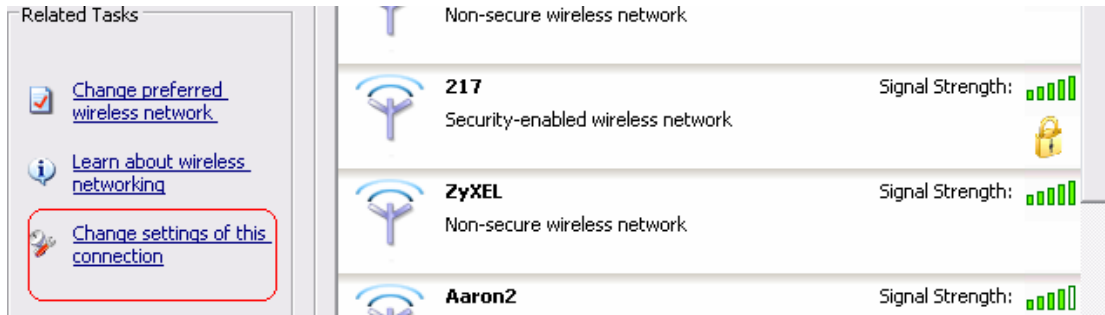 Related Tasks
Change preferred
wireless network
Learn about wireless
networking
Change settings of this
connection
Non-secure wireless network
217
Signal Strength:
Security-enabled wireless network
ZyXEL
Signal Strength:
Non-secure wireless network
Aaron2
Signal Strength: